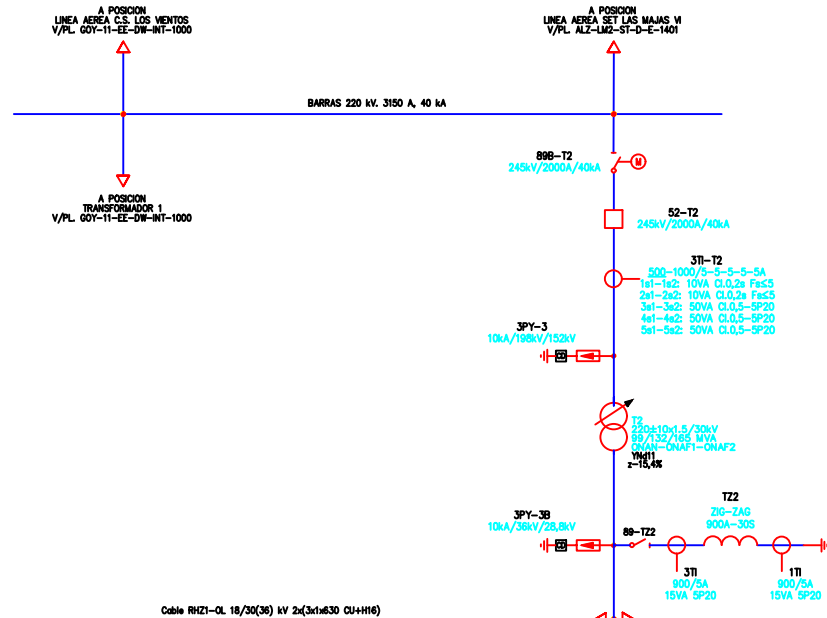 A POSICION
LINEA AEREA C.S. LOS VIENTOS
V/PL. GOY-11-EE-DW-INT-1000
A POSICION
LINEA AEREA SET LAS MAJAS VI
V/PL. ALZ-LM2-ST-D-E-1401
BARRAS 220 kV. 3150 A, 40 kA
89B-T2
245kV/2000A/40kA
M
A POSICION
TRANSFORMADOR 1
V/PL. GOY-11-EE-DW-INT-1000
52-T2
245kV/2000A/40kA
3TI-T2
500-1000/5-5-5-5-5A
1s1-1s2: 10VA Cl.0,2s Fs≤5
2s1-2s2: 10VA Cl.0,2s Fs≤5
3s1-3s2: 50VA Cl.0,5-5P20
4s1-4s2: 50VA Cl.0,5-5P20
5s1-5s2: 50VA Cl.0,5-5P20
3PY-3
10kA/198kV/152kV
T2
220±10x1.5/30kV
99/132/165 MVA
ONAN-ONAF1-ONAF2
YNd11
z-15,4%
3PY-3B
10kA/36kV/28,8kV
89-TZ2
TZ2
ZIG-ZAG
900A-30S
3TI
900/5A
15VA 5P20
1TI
900/5A
15VA 5P20
Cable RHZ1-OL 18/30(36) kV 2x(3x1x630 CU+H16)